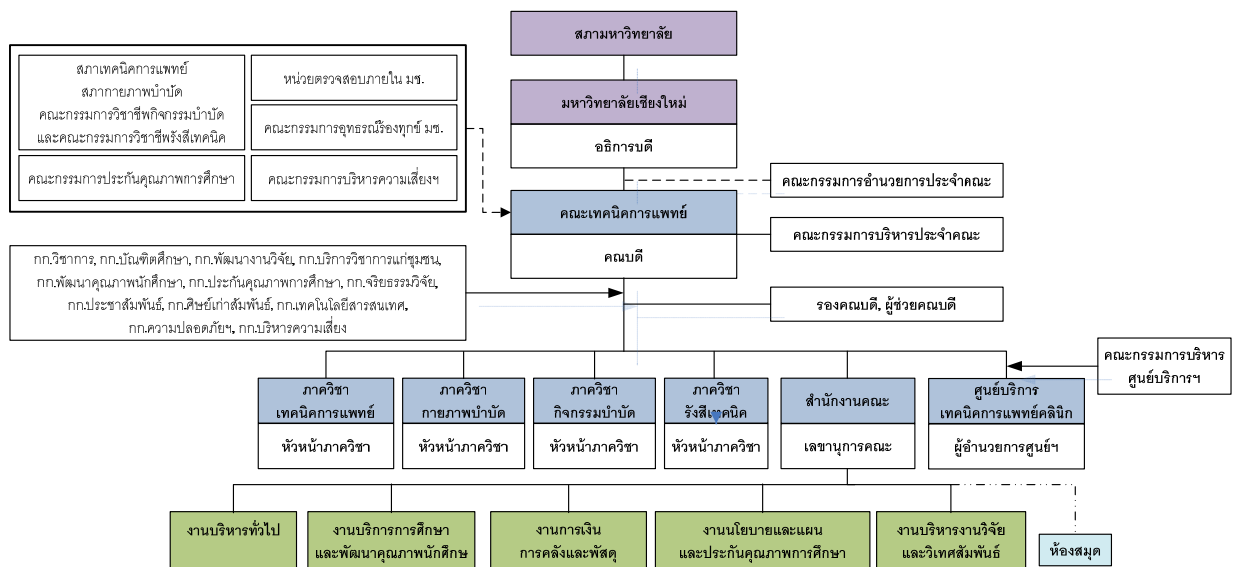 สภามหาวิทยาลัย
สภาเทคนิคการแพทย์
สภากายภาพบำบัด
คณะกรรมการวิชาชีพกิจกรรมบำบัด
และคณะกรรมการวิชาชีพรังสีเทคนิค
หน่วยตรวจสอบภายใน มช.
คณะกรรมการอุทธรณ์ร้องทุกข์ มช.
คณะกรรมการประกันคุณภาพการศึกษา
คณะกรรมการบริหารความเสี่ยงฯ
มหาวิทยาลัยเชียงใหม่
อธิการบดี
คณะกรรมการอำนวยการประจำคณะ
คณะเทคนิคการแพทย์
คณบดี
คณะกรรมการบริหารประจำคณะ
กก.วิชาการ, กก.บัณฑิตศึกษา, กก.พัฒนางานวิจัย, กก.บริการวิชาการแก่ชุมชน,
กก.พัฒนาคุณภาพนักศึกษา, กก.ประกันคุณภาพการศึกษา, กก.จริยธรรมวิจัย,
กก.ประชาสัมพันธ์, กก.ศิษย์เก่าสัมพันธ์, กก.เทคโนโลยีสารสนเทศ,
กก.ความปลอดภัยฯ, กก.บริหารความเสี่ยง
รองคณบดี, ผู้ช่วยคณบดี
คณะกรรมการบริหาร
ศูนย์บริการฯ
ภาควิชา
เทคนิคการแพทย์
หัวหน้าภาควิชา
ภาควิชา
กายภาพบำบัด
หัวหน้าภาควิชา
ภาควิชา
กิจกรรมบำบัด
หัวหน้าภาควิชา
ภาควิชา
รังสีเทคนิค
หัวหน้าภาควิชา
สำนักงานคณะ
เลขานุการคณะ
ศูนย์บริการ
เทคนิคการแพทย์คลินิก
ผู้อำนวยการศูนย์ฯ
งานบริหารทั่วไป
งานบริการการศึกษา
และพัฒนาคุณภาพนักศึกษ
งานการเงิน
การคลังและพัสดุ
งานนโยบายและแผน
และประกันคุณภาพการศึกษา
งานบริหารงานวิจัย
และวิเทศสัมพันธ์
ห้องสมุด